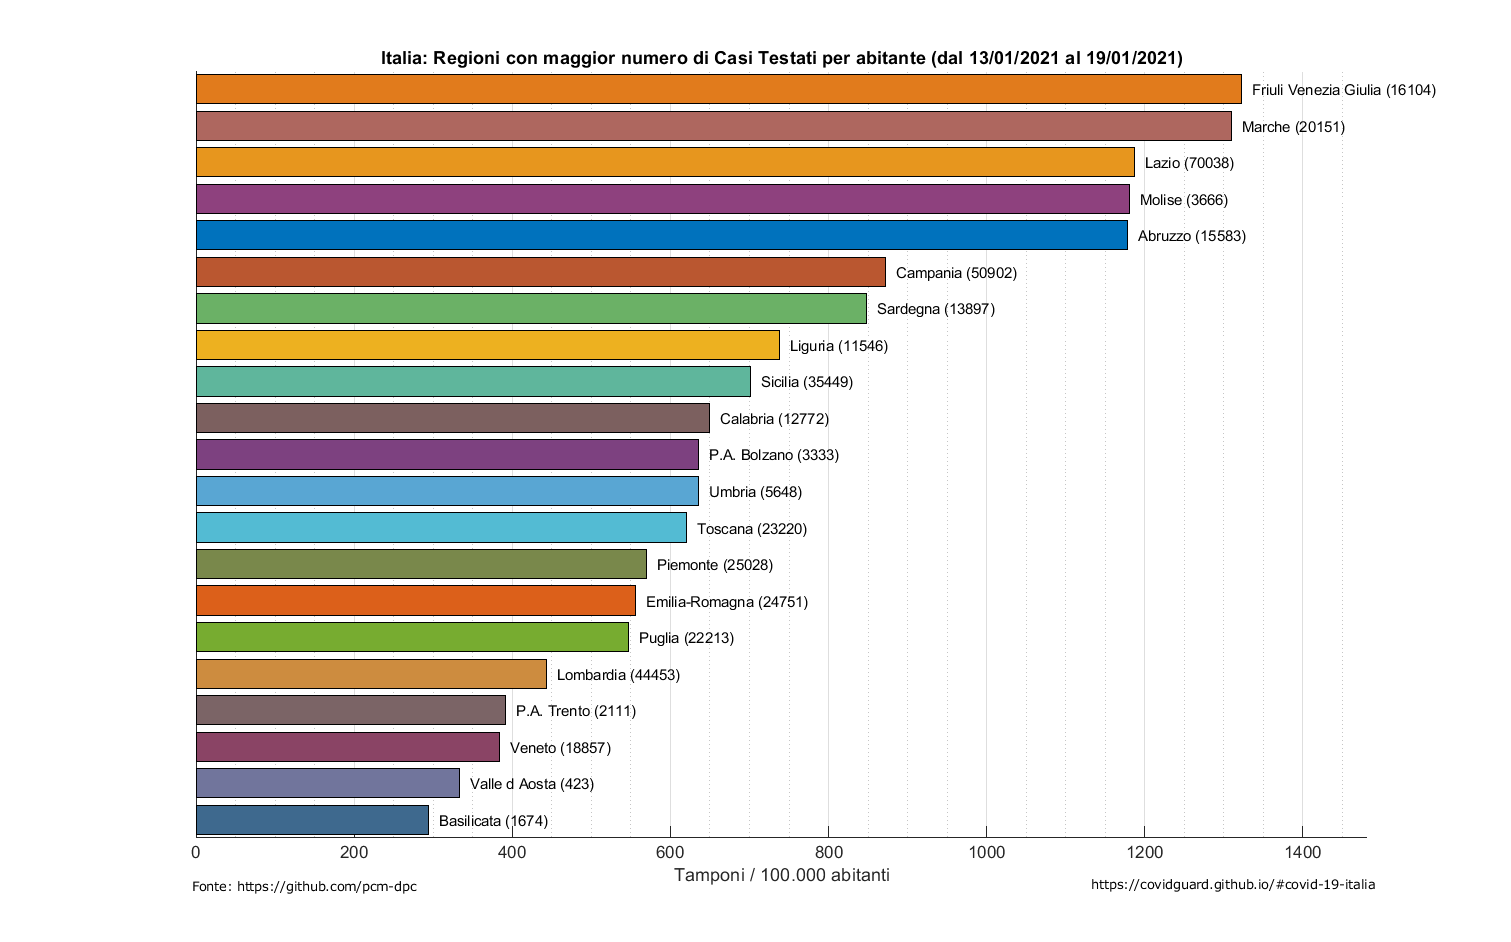 Italia: Regioni con maggior numero di Casi Testati per abitante (dal 13/01/2021 al 19/01/2021)
Friuli Venezia Giulia (16104)
Marche (20151)
Lazio (70038)
Molise (3666)
Abruzzo (15583)
Campania (50902)
Sardegna (13897)
Liguria (11546)
Sicilia (35449)
Calabria (12772)
P.A. Bolzano (3333)
Umbria (5648)
Toscana (23220)
Piemonte (25028)
Emilia-Romagna (24751)
Puglia (22213)
Lombardia (44453)
P.A. Trento (2111)
Veneto (18857)
Valle d Aosta (423)
Basilicata (1674)
0 200 400 600 800 1000 1200 1400
Tamponi / 100.000 abitanti
Fonte: https://github.com/pcm-dpc
https://covidguard.github.io/#covid-19-italia